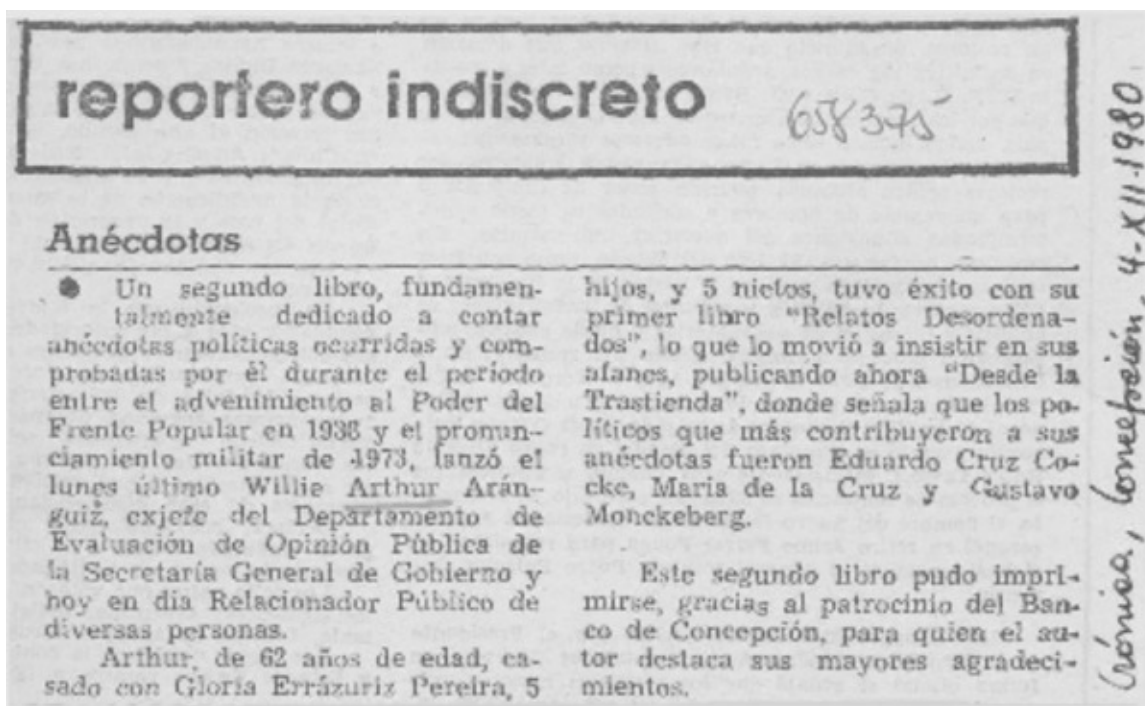 reportero indiscreto
658375
Anécdotas
● Un segundo libro, fundamen-
talmente dedicado a contar
anécdotas políticas ocurridas y com-
probadas por él durante el período
entre el advenimiento al Poder del
Frente Popular en 1938 y el pronun-
ciamiento militar de 1973, lanzó el
lunes último Willie Arthur Arán-
guiz, exjefe del Departamento de
Evaluación de Opinión Pública de
la Secretaría General de Gobierno y
hoy en día Relacionador Público de
diversas personas.
Arthur, de 62 años de edad, ca-
sado con Gloria Errázuriz Pereira, 5
hijos, y 5 nietos, tuvo éxito con su
primer libro "Relatos Desordena-
dos", lo que lo movió a insistir en sus
afanes, publicando ahora "Desde la
Trastienda", donde señala que los po-
líticos que más contribuyeron a sus
anécdotas fueron Eduardo Cruz Co-
cke, María de la Cruz y Gustavo
Monckeberg.
Este segundo libro pudo impri-
mirse, gracias al patrocinio del Ban-
co de Concepción, para quien el au-
tor destaca sus mayores agradeci-
mientos.
Crónica, Concepción, 4-XII-1980